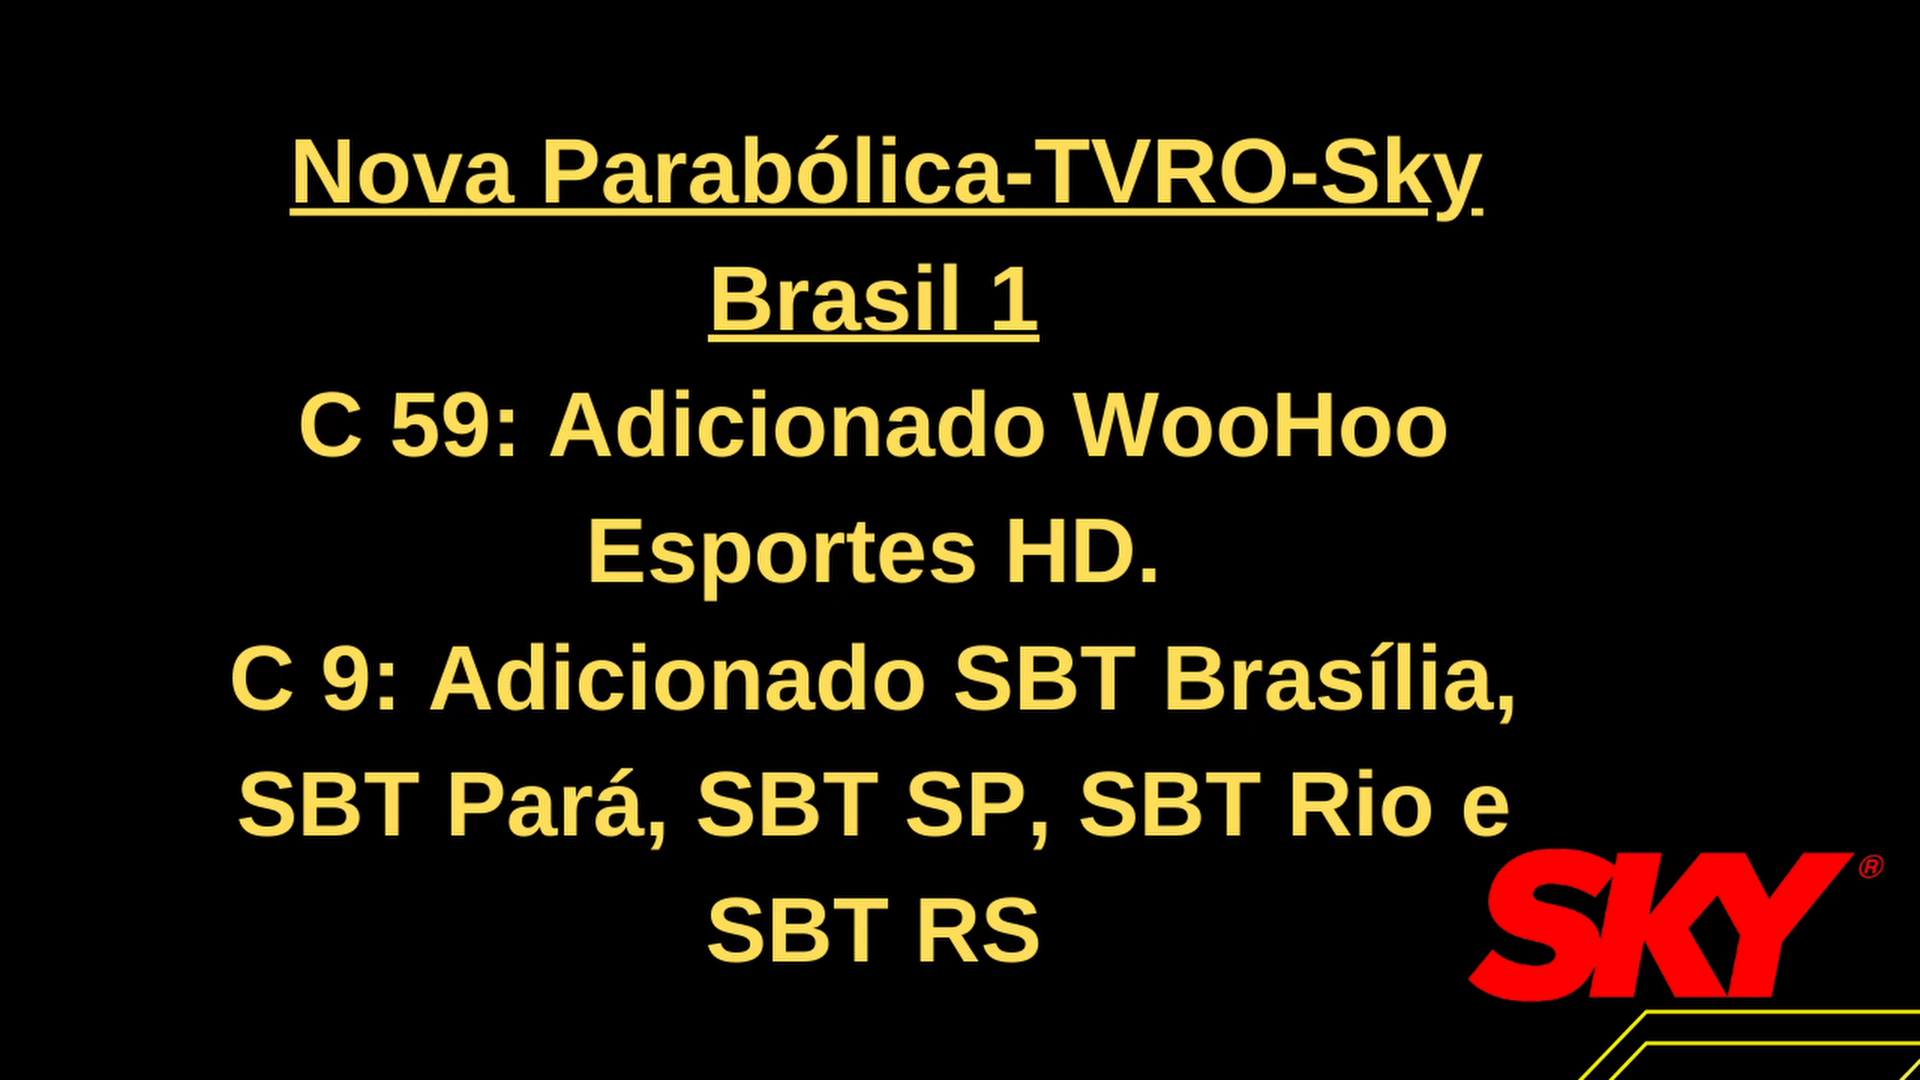 Nova Parabólica-TVRO-Sky
Brasil 1
C 59: Adicionado WooHoo
Esportes HD.
C 9: Adicionado SBT Brasília,
SBT Pará, SBT SP, SBT Rio e
SBT RS
SKY®